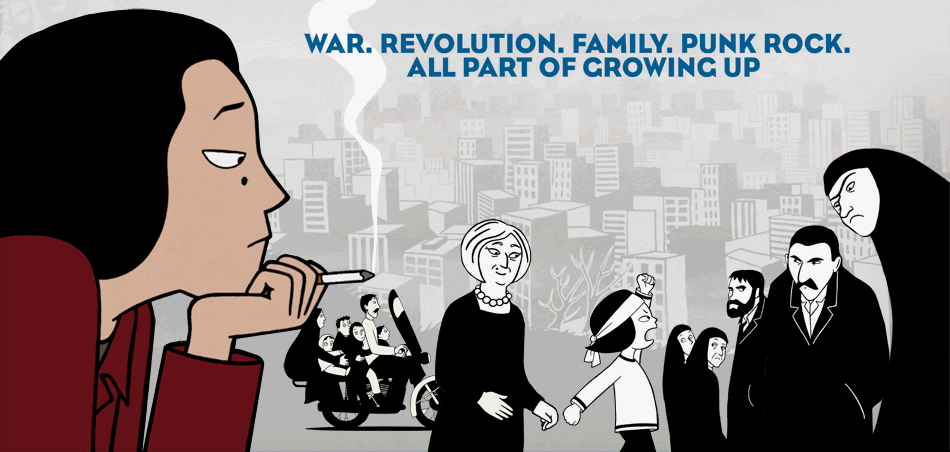 WAR. REVOLUTION. FAMILY. PUNK ROCK.
ALL PART OF GROWING UP